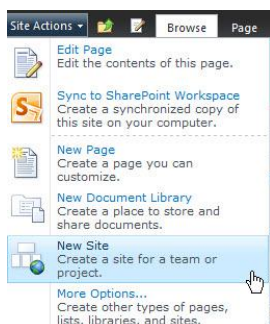 Site Actions Browse Page
Edit Page
Edit the contents of this page.
Sync to SharePoint Workspace
Create a synchronized copy of
this site on your computer.
New Page
Create a page you can
customize.
New Document Library
Create a place to store and
share documents.
New Site
Create a site for a team or
project.
More Options...
Create other types of pages,
lists, libraries, and sites.